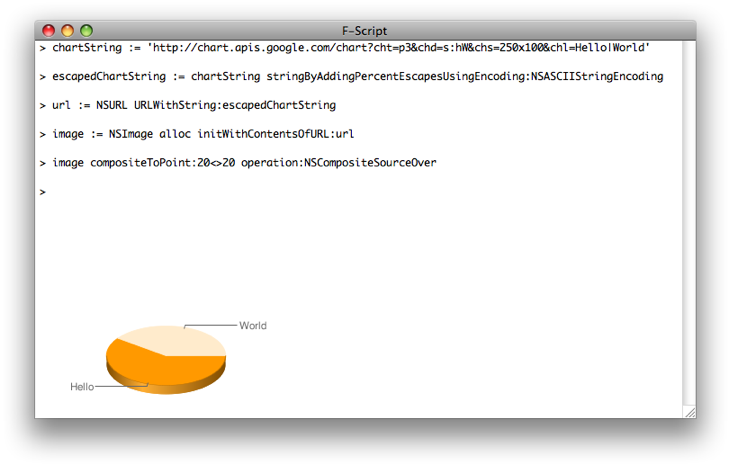 F-Script
> chartString := 'http://chart.apis.google.com/chart?cht=p3&chd=s:hW&chs=250x100&chl=Hello|World'
> escapedChartString := chartString stringByAddingPercentEscapesUsingEncoding:NSASCIIStringEncoding
> url := NSURL URLWithString:escapedChartString
> image := NSImage alloc initWithContentsOfURL:url
> image compositeToPoint:20<>20 operation:NSCompositeSourceOver
>
World
Hello